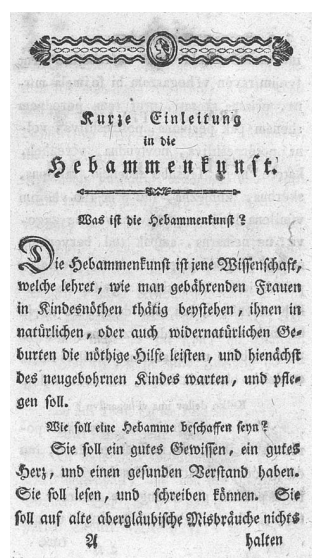 Kurze Einleitung
in die
Hebammenkunst.
Was ist die Hebammenkunst?
Die Hebammenkunst ist jene Wissenschaft,
welche lehret, wie man gebährenden Frauen
in Kindesnöthen thätig beystehen, ihnen in
natürlichen, oder auch widernatürlichen Ge-
burten die nöthige Hilfe leisten, und hienächst
des neugebohrnen Kindes warten, und pfle-
gen soll.
Wie soll eine Hebamme beschaffen seyn?
Sie soll ein gutes Gewissen, ein gutes
Herz, und einen gesunden Verstand haben.
Sie soll lesen, und schreiben können. Sie
soll auf alte abergläubische Misbräuche nichts
A halten